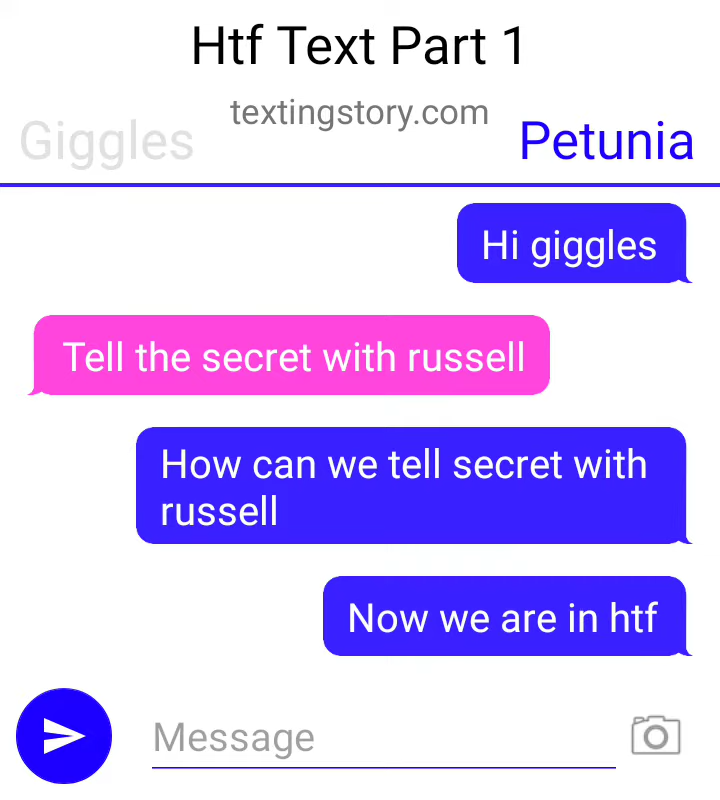 Htf Text Part 1
textingstory.com
Giggles
Petunia
Hi giggles
Tell the secret with russell
How can we tell secret with
russell
Now we are in htf
Message